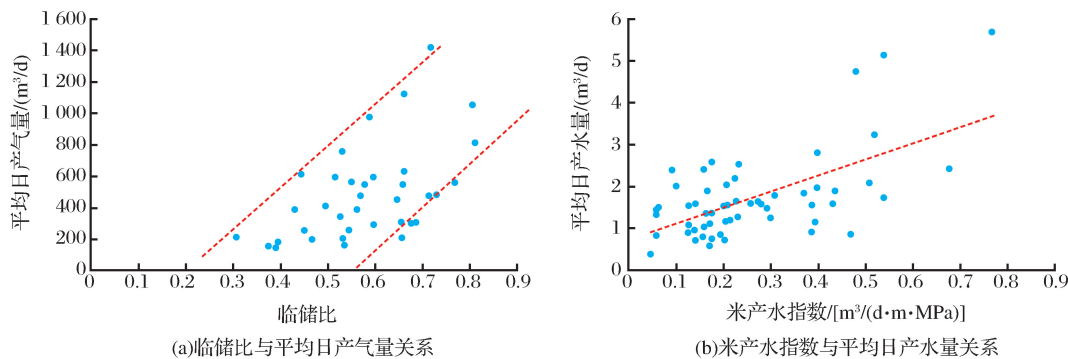 1 600
1 400
1 200
1 000
800
600
400
200
0
平均日产气量/(m³/d)
0 0.1 0.2 0.3 0.4 0.5 0.6 0.7 0.8 0.9
临储比
(a)临储比与平均日产气量关系
6
5
4
3
2
1
0
平均日产水量/(m³/d)
0 0.1 0.2 0.3 0.4 0.5 0.6 0.7 0.8 0.9
米产水指数/[m³/(d·m·MPa)]
(b)米产水指数与平均日产水量关系